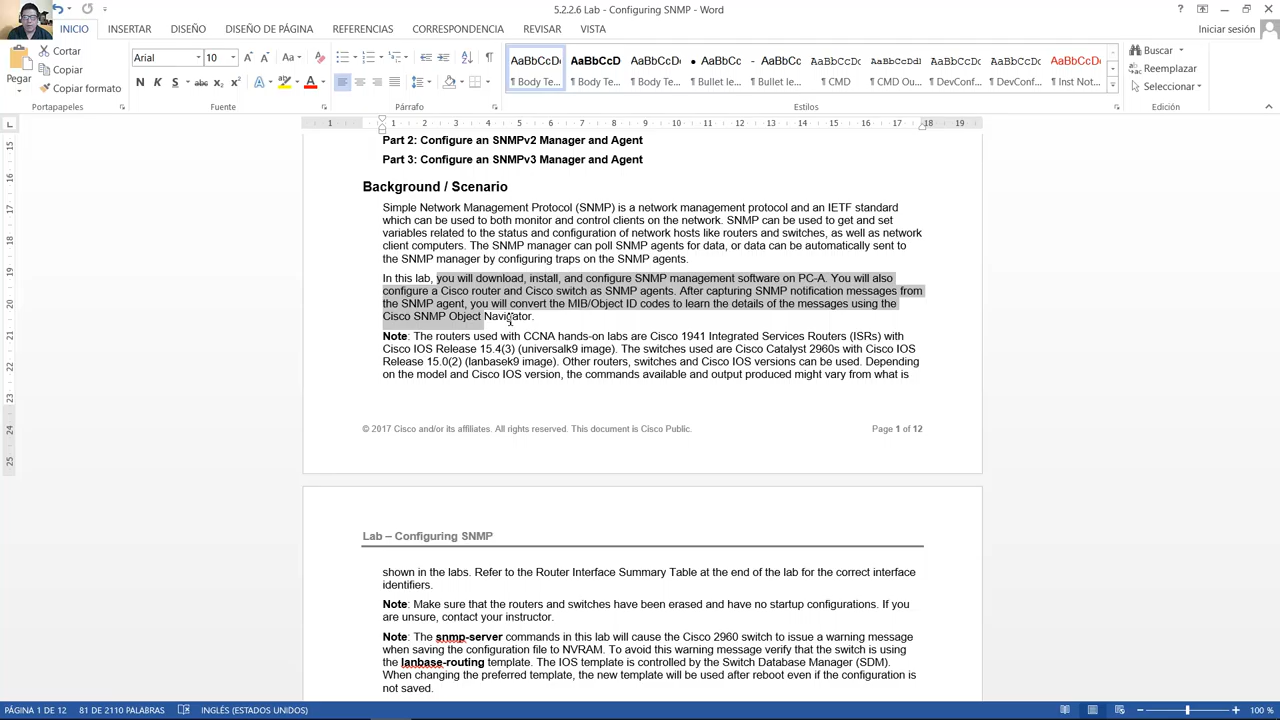 5.2.2.6 Lab - Configuring SNMP - Word
INICIO INSERTAR DISEÑO DISEÑO DE PÁGINA REFERENCIAS CORRESPONDENCIA REVISAR VISTA Iniciar sesión
Pegar
Cortar
Copiar
Copiar formato
Portapapeles
Arial 10
Fuente
Párrafo
AaBbCcDc AaBbCcD AaBbCcDc AaBbCc AaBbCc AaBbCcDc AaBbCcDc AaBbCcDc AaBbCcDc AaBbCcDc
Body Te... Body Te... Body Te... Bullet le... Bullet le... CMD CMD Ou... DevConf... DevConf... Inst Not...
Estilos
Buscar
Reemplazar
Seleccionar
Edición
Part 2: Configure an SNMPv2 Manager and Agent
Part 3: Configure an SNMPv3 Manager and Agent
Background / Scenario
Simple Network Management Protocol (SNMP) is a network management protocol and an IETF standard
which can be used to both monitor and control clients on the network. SNMP can be used to get and set
variables related to the status and configuration of network hosts like routers and switches, as well as network
client computers. The SNMP manager can poll SNMP agents for data, or data can be automatically sent to
the SNMP manager by configuring traps on the SNMP agents.
In this lab, you will download, install, and configure SNMP management software on PC-A. You will also
configure a Cisco router and Cisco switch as SNMP agents. After capturing SNMP notification messages from
the SNMP agent, you will convert the MIB/Object ID codes to learn the details of the messages using the
Cisco SNMP Object Navigator.
Note: The routers used with CCNA hands-on labs are Cisco 1941 Integrated Services Routers (ISRs) with
Cisco IOS Release 15.4(3) (universalk9 image). The switches used are Cisco Catalyst 2960s with Cisco IOS
Release 15.0(2) (lanbasek9 image). Other routers, switches and Cisco IOS versions can be used. Depending
on the model and Cisco IOS version, the commands available and output produced might vary from what is
© 2017 Cisco and/or its affiliates. All rights reserved. This document is Cisco Public. Page 1 of 12
Lab – Configuring SNMP
shown in the labs. Refer to the Router Interface Summary Table at the end of the lab for the correct interface
identifiers.
Note: Make sure that the routers and switches have been erased and have no startup configurations. If you
are unsure, contact your instructor.
Note: The snmp-server commands in this lab will cause the Cisco 2960 switch to issue a warning message
when saving the configuration file to NVRAM. To avoid this warning message verify that the switch is using
the lanbase-routing template. The IOS template is controlled by the Switch Database Manager (SDM).
When changing the preferred template, the new template will be used after reboot even if the configuration is
not saved.
PÁGINA 1 DE 12 81 DE 2110 PALABRAS INGLÉS (ESTADOS UNIDOS) 100 %